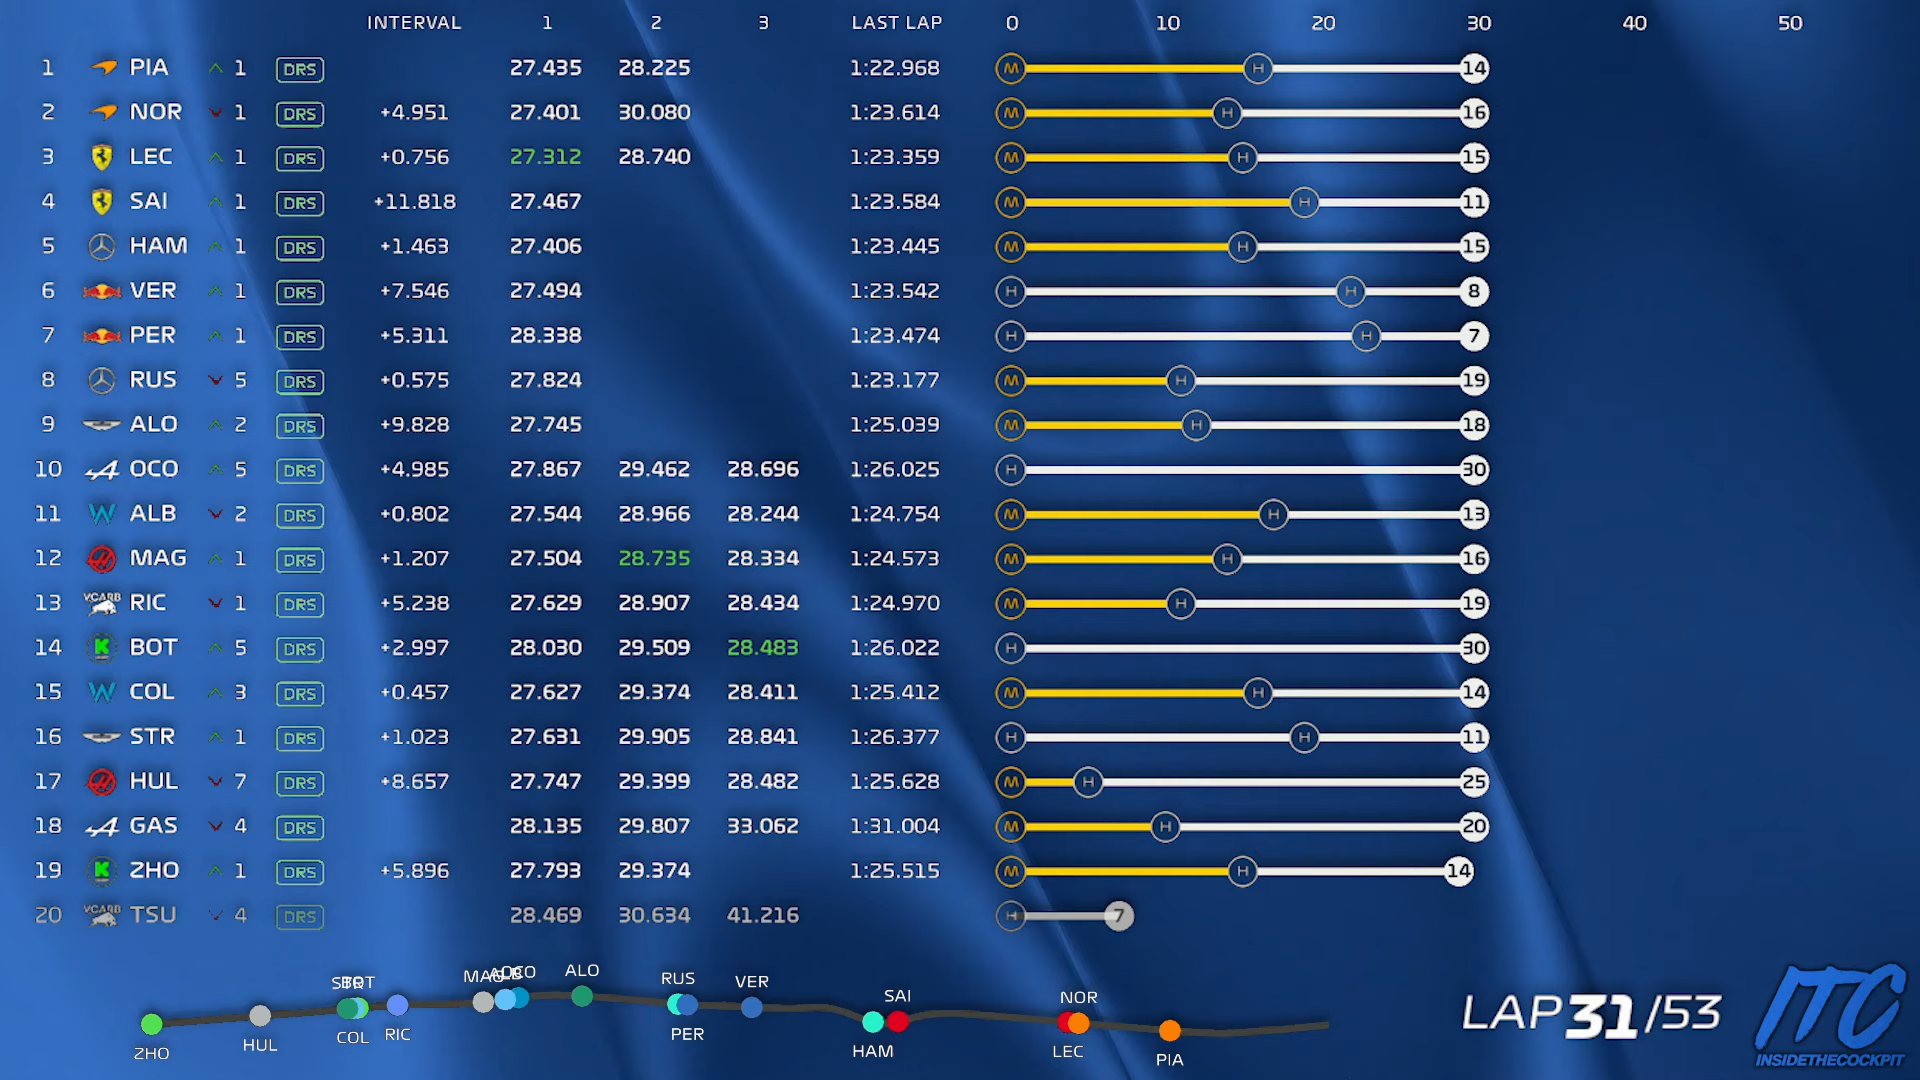 INTERVAL 1 2 3 LAST LAP 0 10 20 30 40 50
1 PIA 1 DRS 27.435 28.225 1:22.968 M H 14
2 NOR 1 DRS +4.951 27.401 30.080 1:23.614 M H 16
3 LEC 1 DRS +0.756 27.312 28.740 1:23.359 M H 15
4 SAI 1 DRS +11.818 27.467 1:23.584 M H 11
5 HAM 1 DRS +1.463 27.406 1:23.445 M H 15
6 VER 1 DRS +7.546 27.494 1:23.542 H H 8
7 PER 1 DRS +5.311 28.338 1:23.474 H H 7
8 RUS 5 DRS +0.575 27.824 1:23.177 M H 19
9 ALO 2 DRS +9.828 27.745 1:25.039 M H 18
10 OCO 5 DRS +4.985 27.867 29.462 28.696 1:26.025 H 30
11 ALB 2 DRS +0.802 27.544 28.966 28.244 1:24.754 M H 13
12 MAG 1 DRS +1.207 27.504 28.735 28.334 1:24.573 M H 16
13 VCARB RIC 1 DRS +5.238 27.629 28.907 28.434 1:24.970 M H 19
14 K BOT 5 DRS +2.997 28.030 29.509 28.483 1:26.022 H 30
15 W COL 3 DRS +0.457 27.627 29.374 28.411 1:25.412 M H 14
16 STR 1 DRS +1.023 27.631 29.905 28.841 1:26.377 H H 11
17 HUL 7 DRS +8.657 27.747 29.399 28.482 1:25.628 M H 25
18 GAS 4 DRS 28.135 29.807 33.062 1:31.004 M H 20
19 K ZHO 1 DRS +5.896 27.793 29.374 1:25.515 M H 14
20 VCARB TSU 4 DRS 28.469 30.634 41.216 H 7
STR BOT MAG ALB OCO ALO RUS VER SAI NOR
ZHO HUL COL RIC PER HAM LEC PIA
LAP 31/53
ITC
INSIDETHECOCKPIT